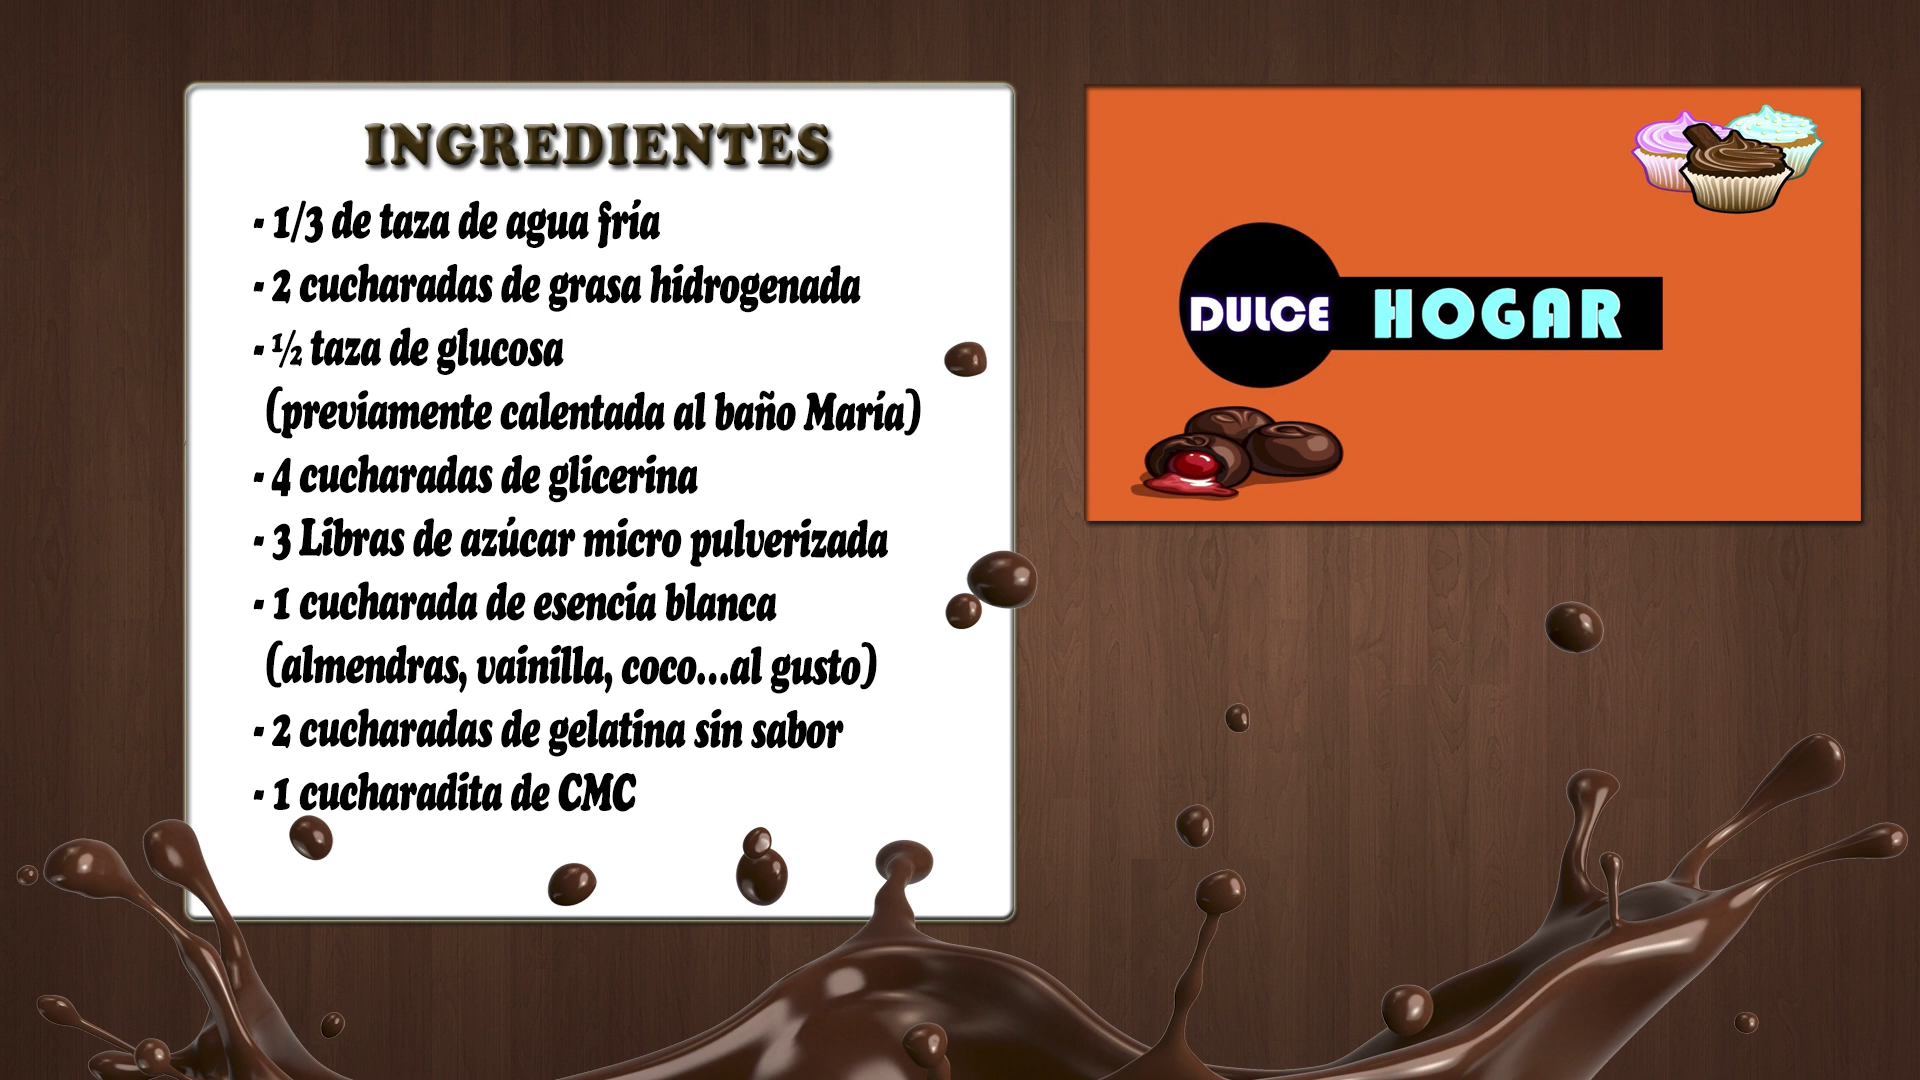 INGREDIENTES
- 1/3 de taza de agua fría
- 2 cucharadas de grasa hidrogenada
- ½ taza de glucosa
(previamente calentada al baño María)
- 4 cucharadas de glicerina
- 3 Libras de azúcar micro pulverizada
- 1 cucharada de esencia blanca
(almendras, vainilla, coco...al gusto)
- 2 cucharadas de gelatina sin sabor
- 1 cucharadita de CMC
DULCE HOGAR